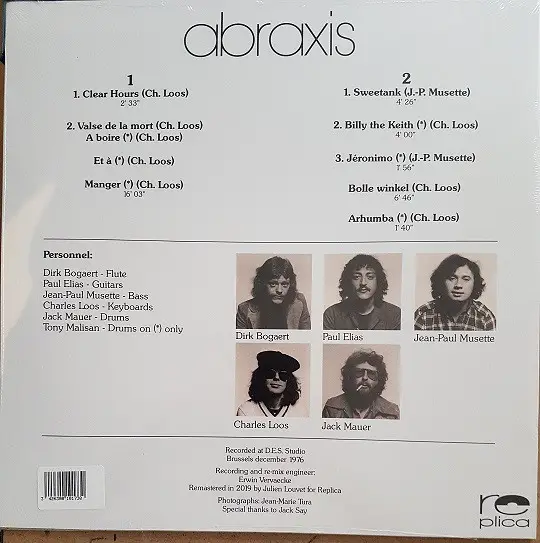 abraxis
1
1. Clear Hours (Ch. Loos)
2' 33"
2. Valse de la mort (Ch. Loos)
A boire (*) (Ch. Loos)
Et à (*) (Ch. Loos)
Manger (*) (Ch. Loos)
16' 03"
2
1. Sweetank (J.-P. Musette)
4' 26"
2. Billy the Keith (*) (Ch. Loos)
4' 00"
3. Jéronimo (*) (J.-P. Musette)
1' 56"
Bolle winkel (Ch. Loos)
6' 46"
Arhumba (*) (Ch. Loos)
1' 40"
Personnel:
Dirk Bogaert - Flute
Paul Elias - Guitars
Jean-Paul Musette - Bass
Charles Loos - Keyboards
Jack Mauer - Drums
Tony Malisan - Drums on (*) only
Dirk Bogaert
Paul Elias
Jean-Paul Musette
Charles Loos
Jack Mauer
Recorded at D.E.S. Studio
Brussels december 1976
Recording and re-mix engineer:
Erwin Vervaecke
Remastered in 2019 by Julien Louvet for Replica
Photographs: Jean-Marie Tura
Special thanks to Jack Say
re
plica